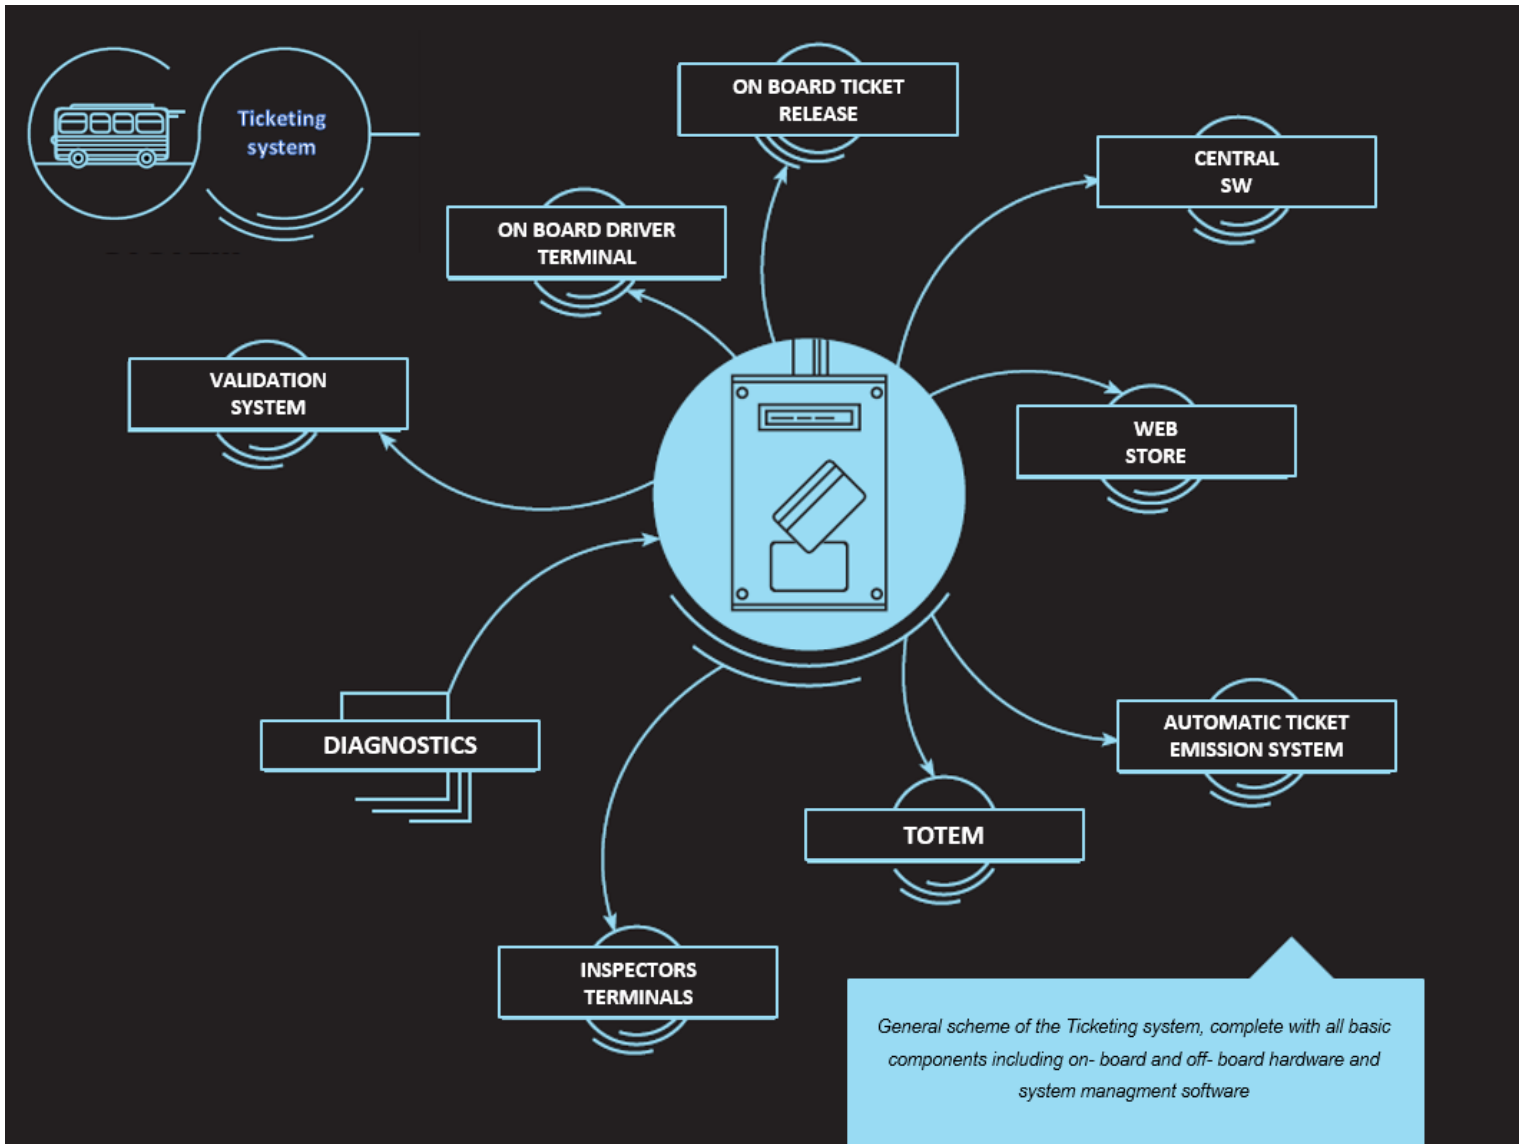 Ticketing
system
ON BOARD TICKET
RELEASE
CENTRAL
SW
ON BOARD DRIVER
TERMINAL
VALIDATION
SYSTEM
WEB
STORE
DIAGNOSTICS
AUTOMATIC TICKET
EMISSION SYSTEM
TOTEM
INSPECTORS
TERMINALS
General scheme of the Ticketing system, complete with all basic
components including on- board and off- board hardware and
system managment software